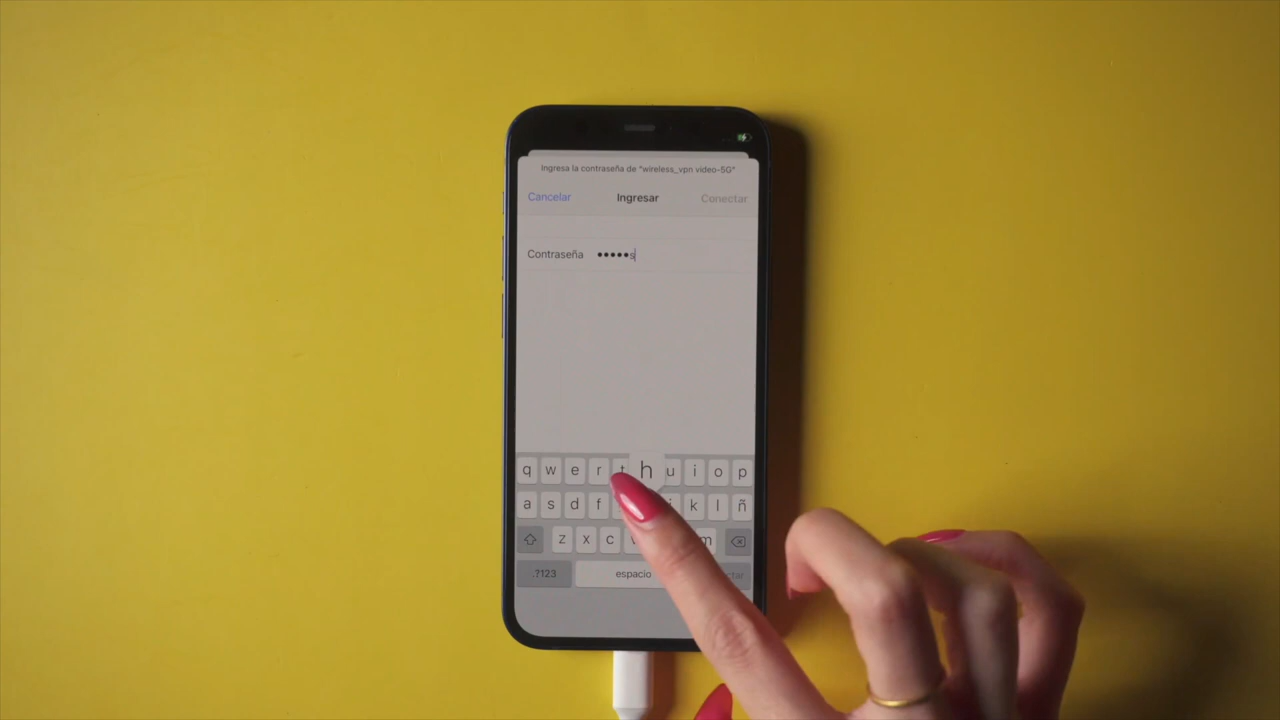 Ingresa la contraseña de "wireless_vpn video-5G"
Cancelar Ingresar Conectar
Contraseña •••••s
q w e r t h u i o p
a s d f k l ñ
z x c v m
.?123 espacio